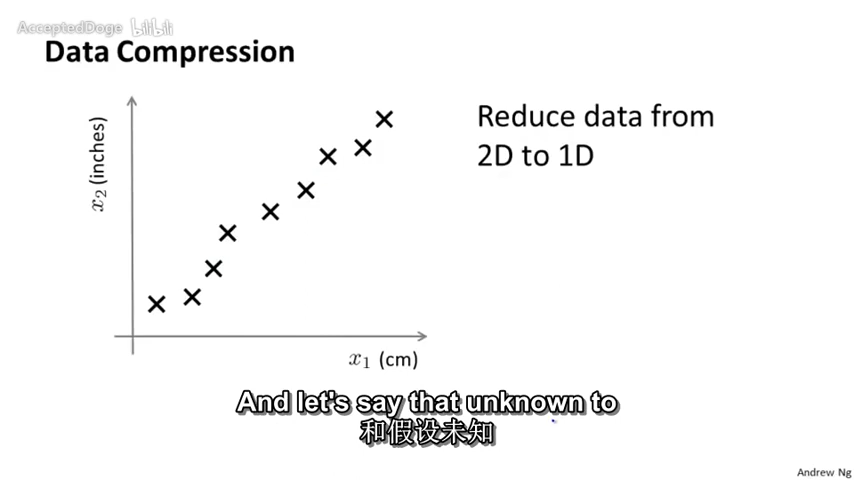 AcceptedDoge bilibili
Data Compression
Reduce data from
2D to 1D
x₂ (inches)
x₁ (cm)
And let's say that unknown to
和假设未知
Andrew Ng